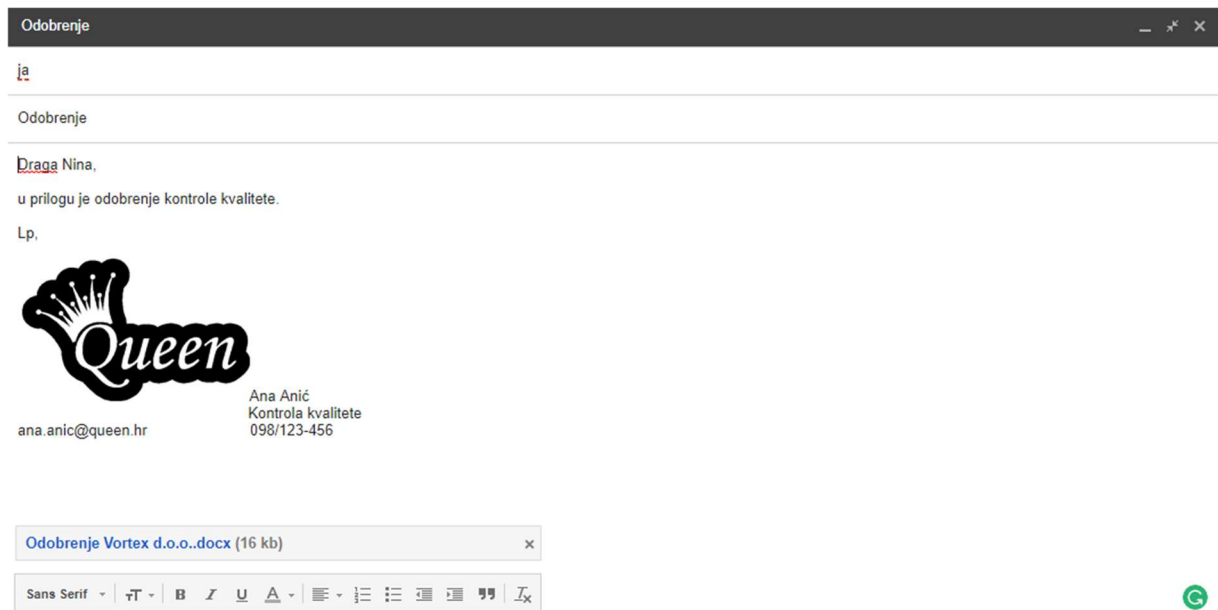 Odobrenje
ja
Odobrenje
Draga Nina,
u prilogu je odobrenje kontrole kvalitete.
Lp,
Queen
Ana Anić
Kontrola kvalitete
ana.anic@queen.hr 098/123-456
Odobrenje Vortex d.o.o..docx (16 kb)
Sans Serif